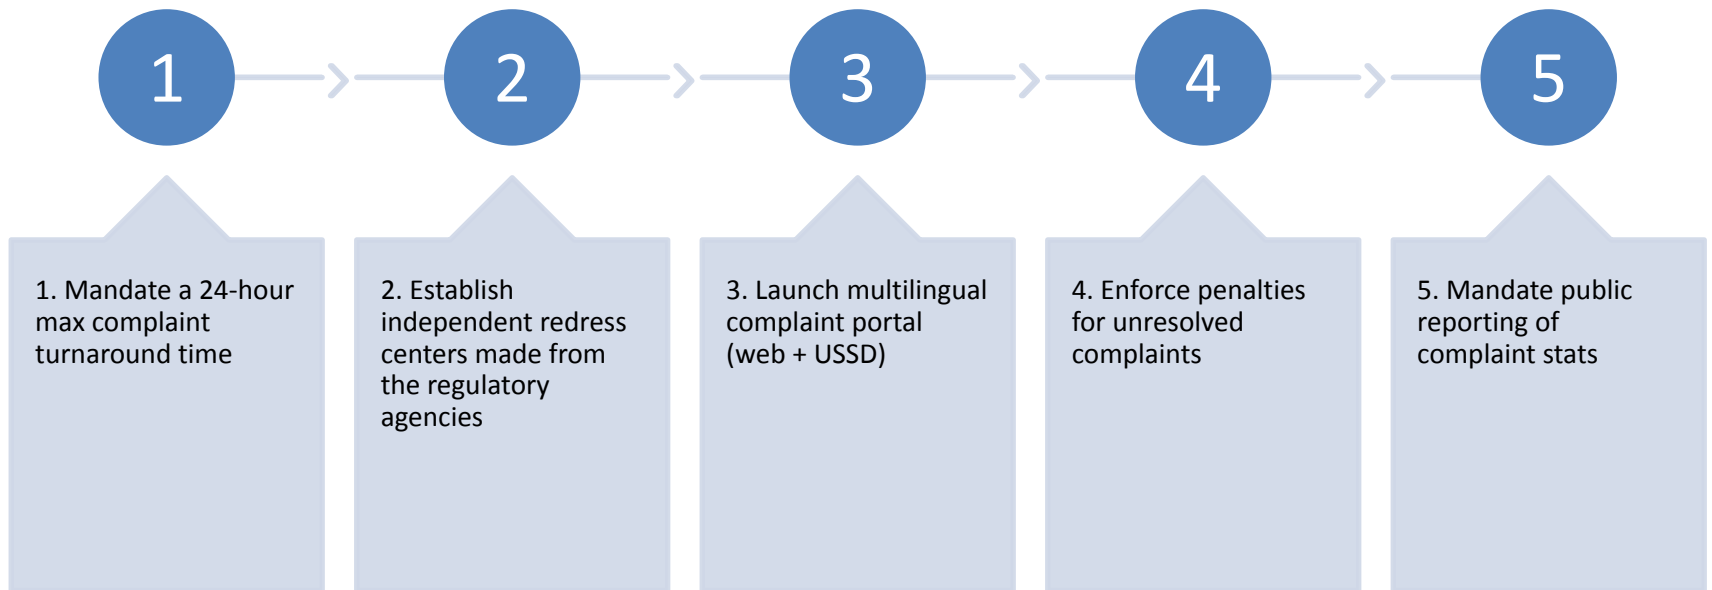 1
2
3
4
5
1. Mandate a 24-hour
max complaint
turnaround time
2. Establish
independent redress
centers made from
the regulatory
agencies
3. Launch multilingual
complaint portal
(web + USSD)
4. Enforce penalties
for unresolved
complaints
5. Mandate public
reporting of
complaint stats